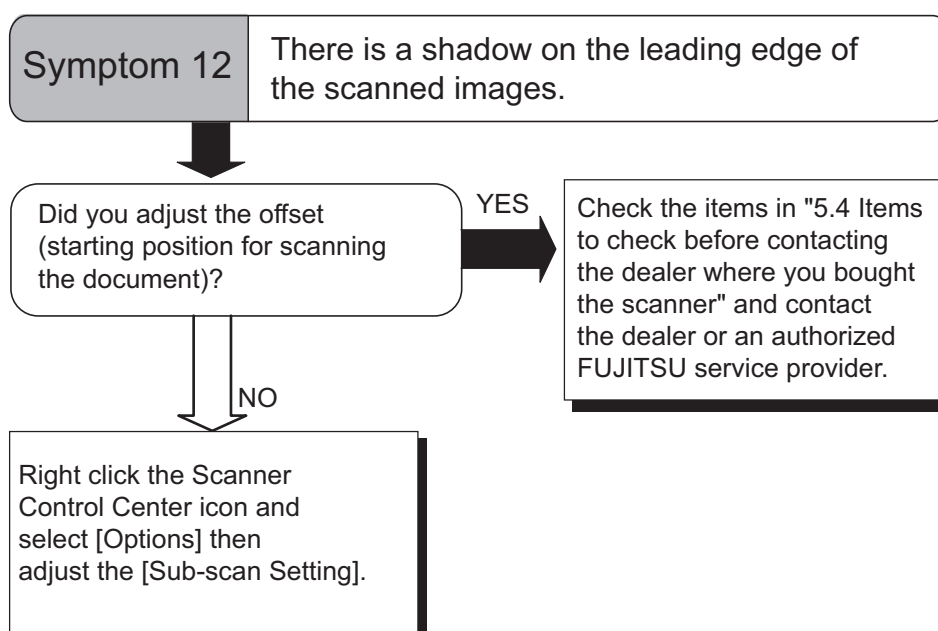 Symptom 12
There is a shadow on the leading edge of
the scanned images.
Did you adjust the offset
(starting position for scanning
the document)?
YES
Check the items in "5.4 Items
to check before contacting
the dealer where you bought
the scanner" and contact
the dealer or an authorized
FUJITSU service provider.
NO
Right click the Scanner
Control Center icon and
select [Options] then
adjust the [Sub-scan Setting].